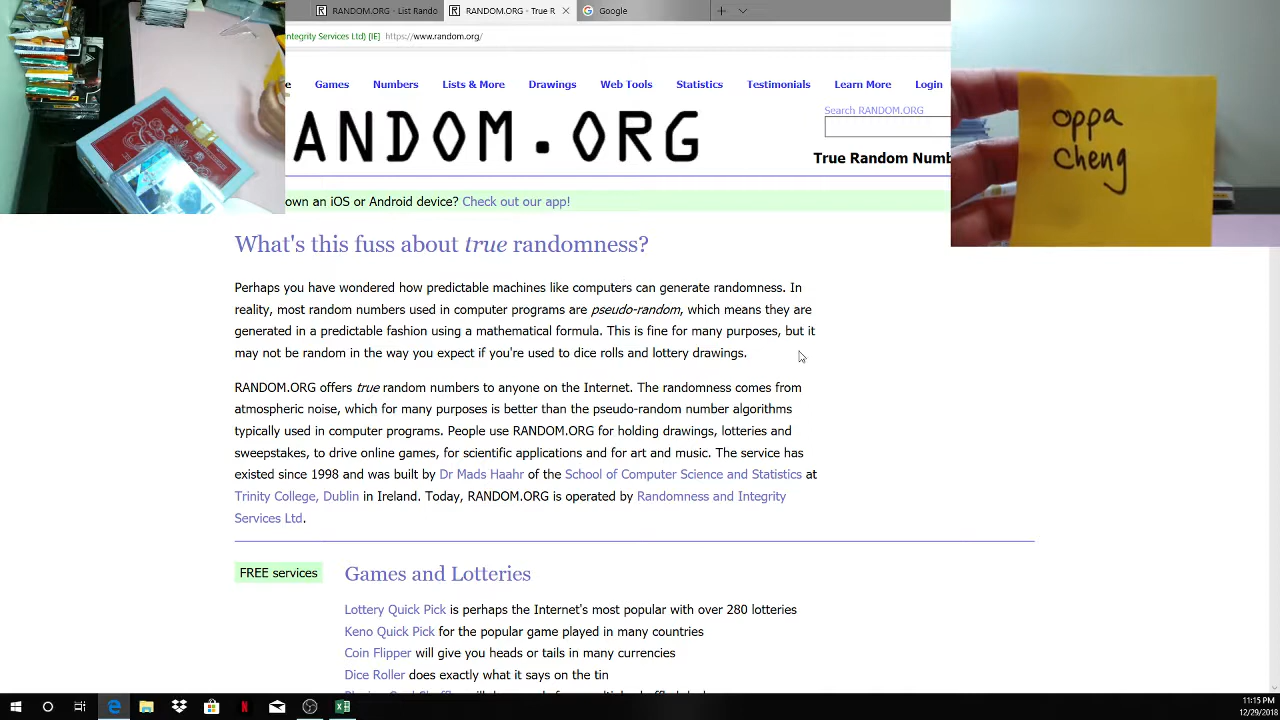 RANDOM.ORG - List Rando
RANDOM.ORG - True R
Google
ntegrity Services Ltd) [IE] https://www.random.org/
Games Numbers Lists & More Drawings Web Tools Statistics Testimonials Learn More Login
ANDOM.ORG
Search RANDOM.ORG
True Random Numb
own an iOS or Android device? Check out our app!
oppa
cheng
What's this fuss about true randomness?
Perhaps you have wondered how predictable machines like computers can generate randomness. In
reality, most random numbers used in computer programs are pseudo-random, which means they are
generated in a predictable fashion using a mathematical formula. This is fine for many purposes, but it
may not be random in the way you expect if you're used to dice rolls and lottery drawings.
RANDOM.ORG offers true random numbers to anyone on the Internet. The randomness comes from
atmospheric noise, which for many purposes is better than the pseudo-random number algorithms
typically used in computer programs. People use RANDOM.ORG for holding drawings, lotteries and
sweepstakes, to drive online games, for scientific applications and for art and music. The service has
existed since 1998 and was built by Dr Mads Haahr of the School of Computer Science and Statistics at
Trinity College, Dublin in Ireland. Today, RANDOM.ORG is operated by Randomness and Integrity
Services Ltd.
FREE services
Games and Lotteries
Lottery Quick Pick is perhaps the Internet's most popular with over 280 lotteries
Keno Quick Pick for the popular game played in many countries
Coin Flipper will give you heads or tails in many currencies
Dice Roller does exactly what it says on the tin
11:15 PM
12/29/2018